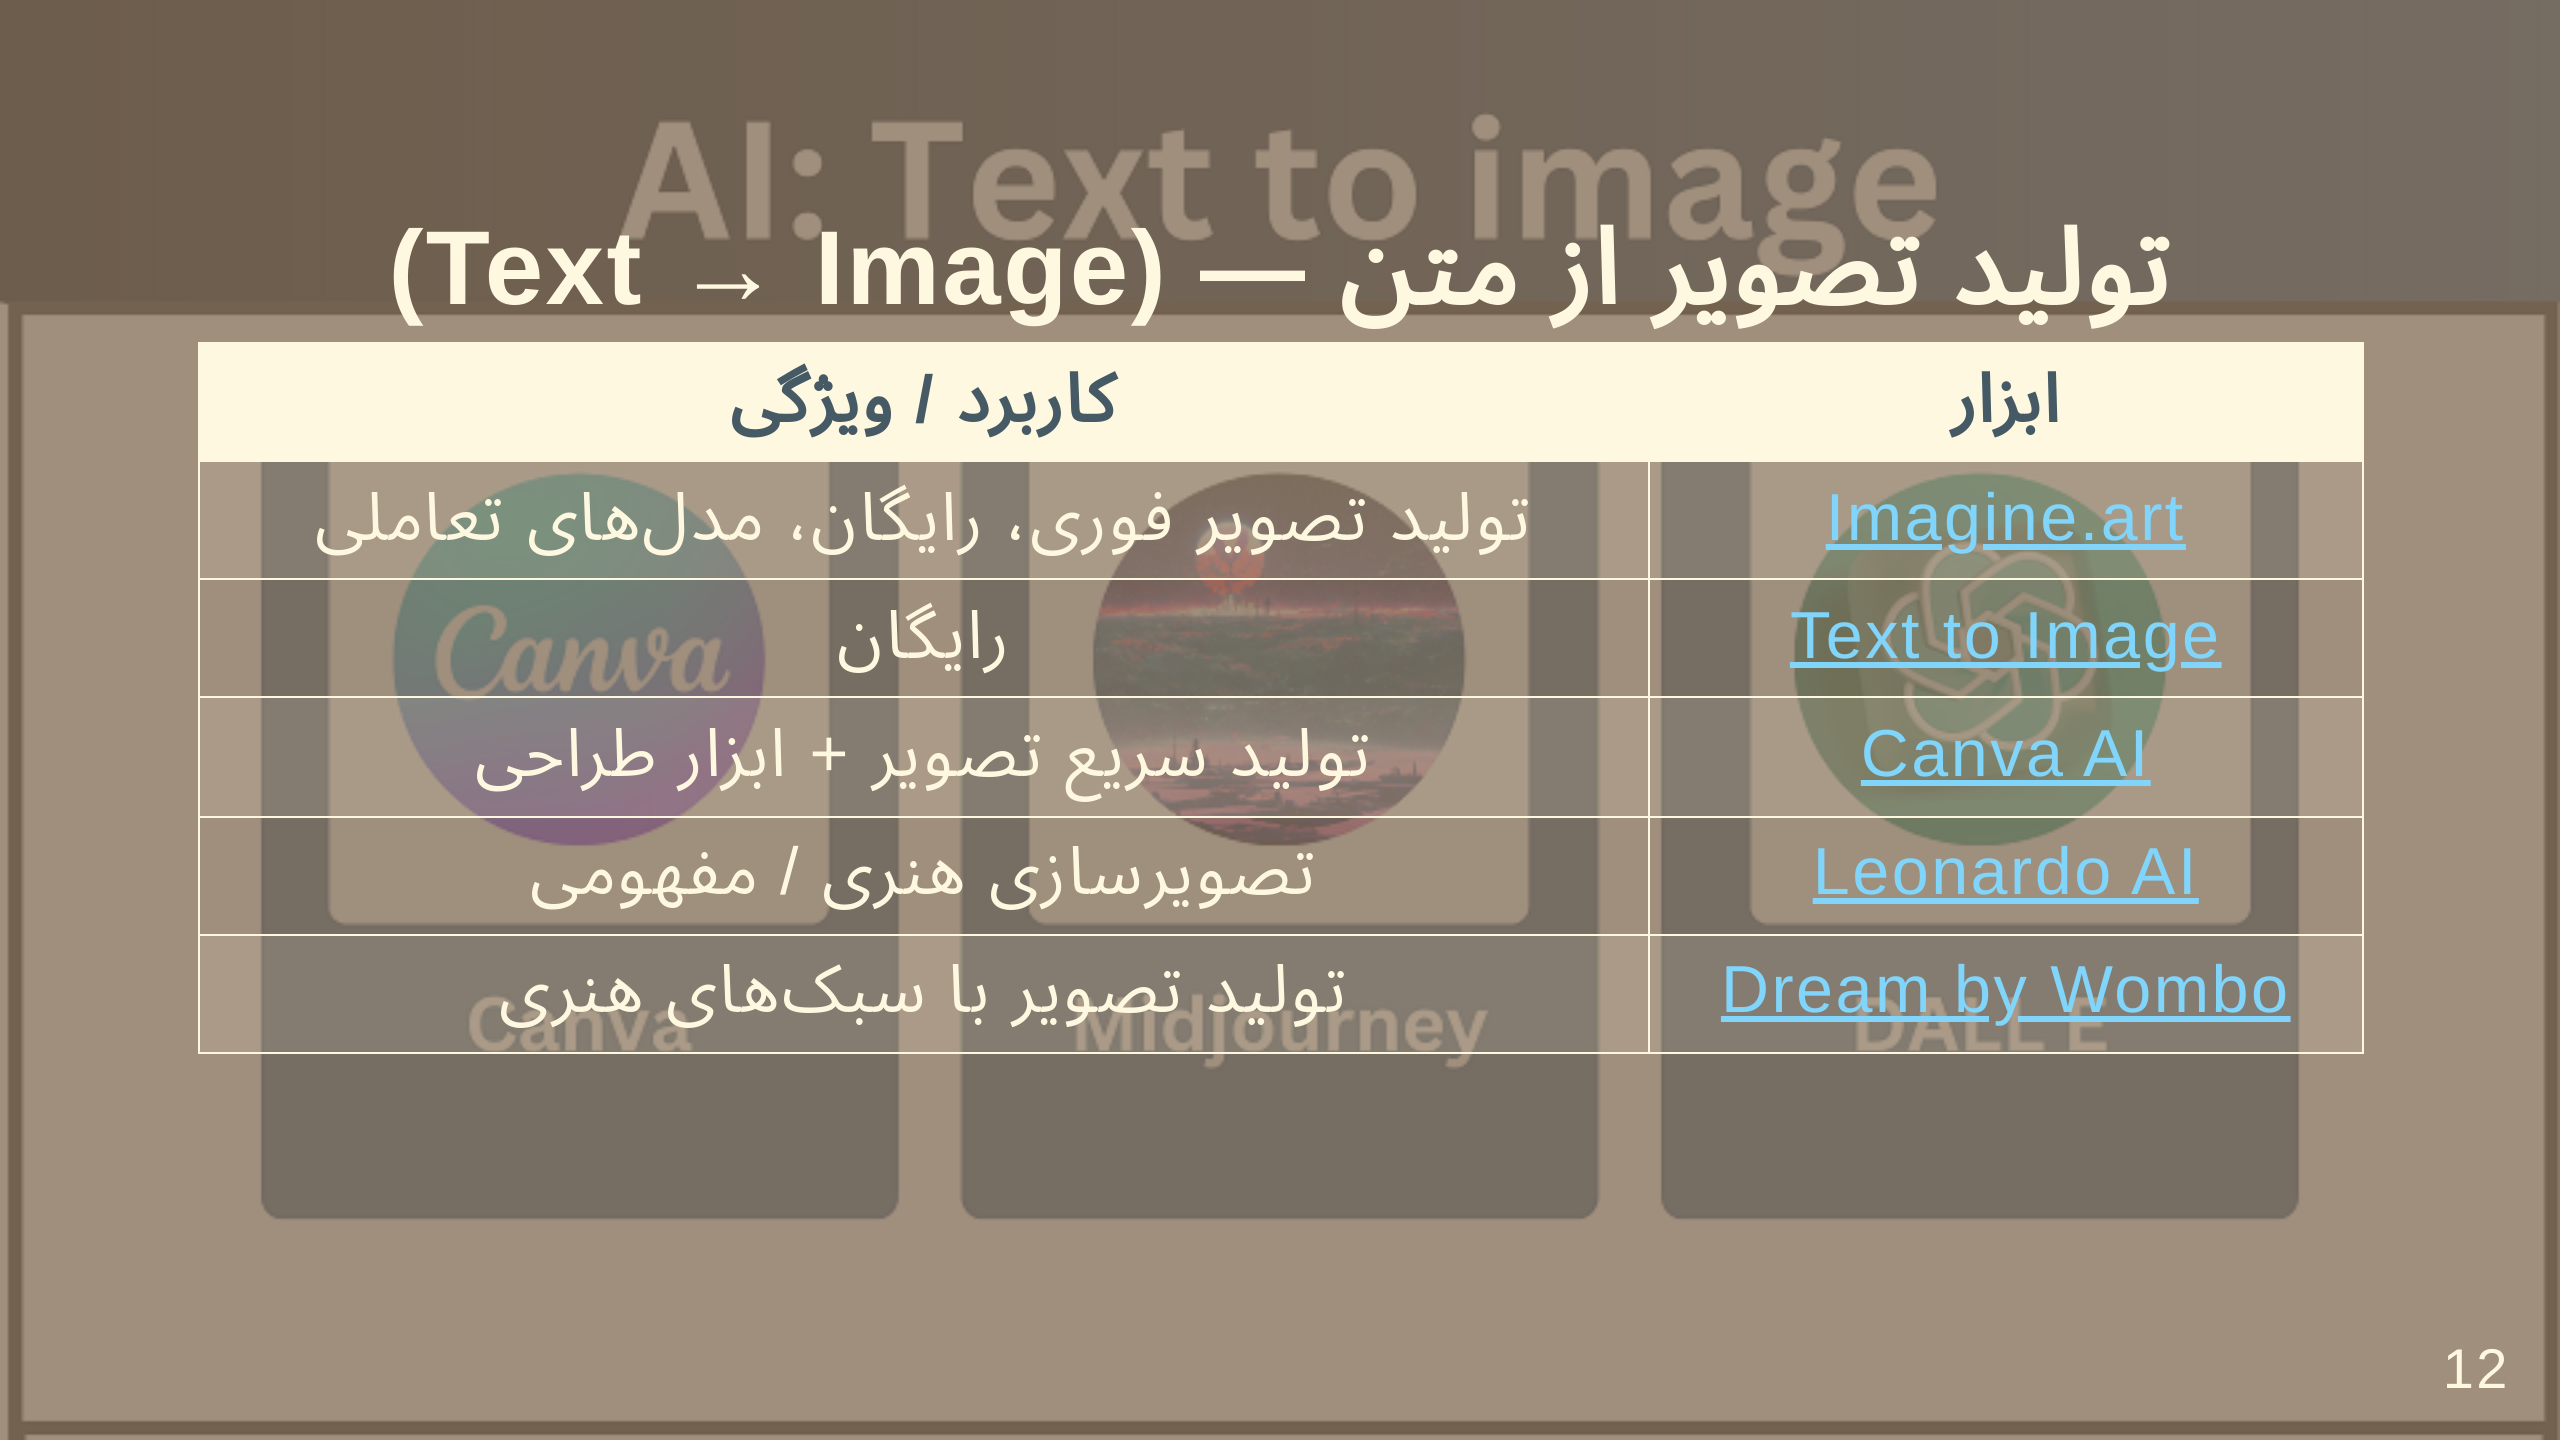 AI: Text to image
تولید تصویر از متن — (Text → Image)
ابزار
کاربرد / ویژگی
Imagine.art
تولید تصویر فوری، رایگان، مدل‌های تعاملی
Text to Image
رایگان
Canva AI
تولید سریع تصویر + ابزار طراحی
Leonardo AI
تصویرسازی هنری / مفهومی
Dream by Wombo
تولید تصویر با سبک‌های هنری
Canva
Canva
Midjourney
DALL E
12